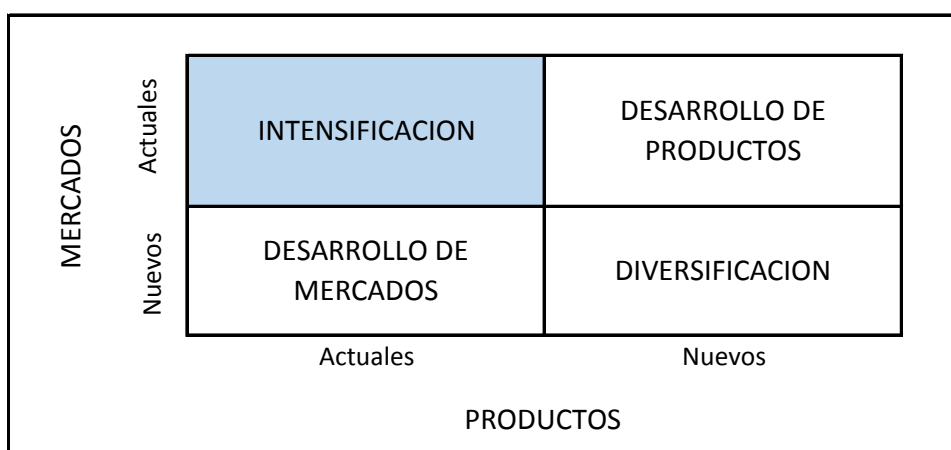 MERCADOS
Actuales
INTENSIFICACION
DESARROLLO DE
PRODUCTOS
Nuevos
DESARROLLO DE
MERCADOS
DIVERSIFICACION
Actuales
Nuevos
PRODUCTOS